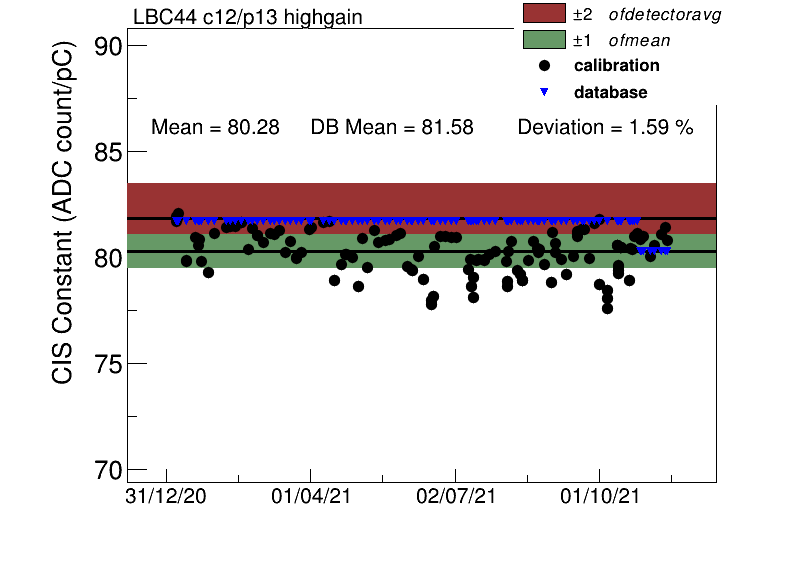 LBC44 c12/p13 highgain
±2 ofdetectoravg
±1 ofmean
calibration
database
Mean = 80.28 DB Mean = 81.58 Deviation = 1.59 %
CIS Constant (ADC count/pC)
90
85
80
75
70
31/12/20 01/04/21 02/07/21 01/10/21